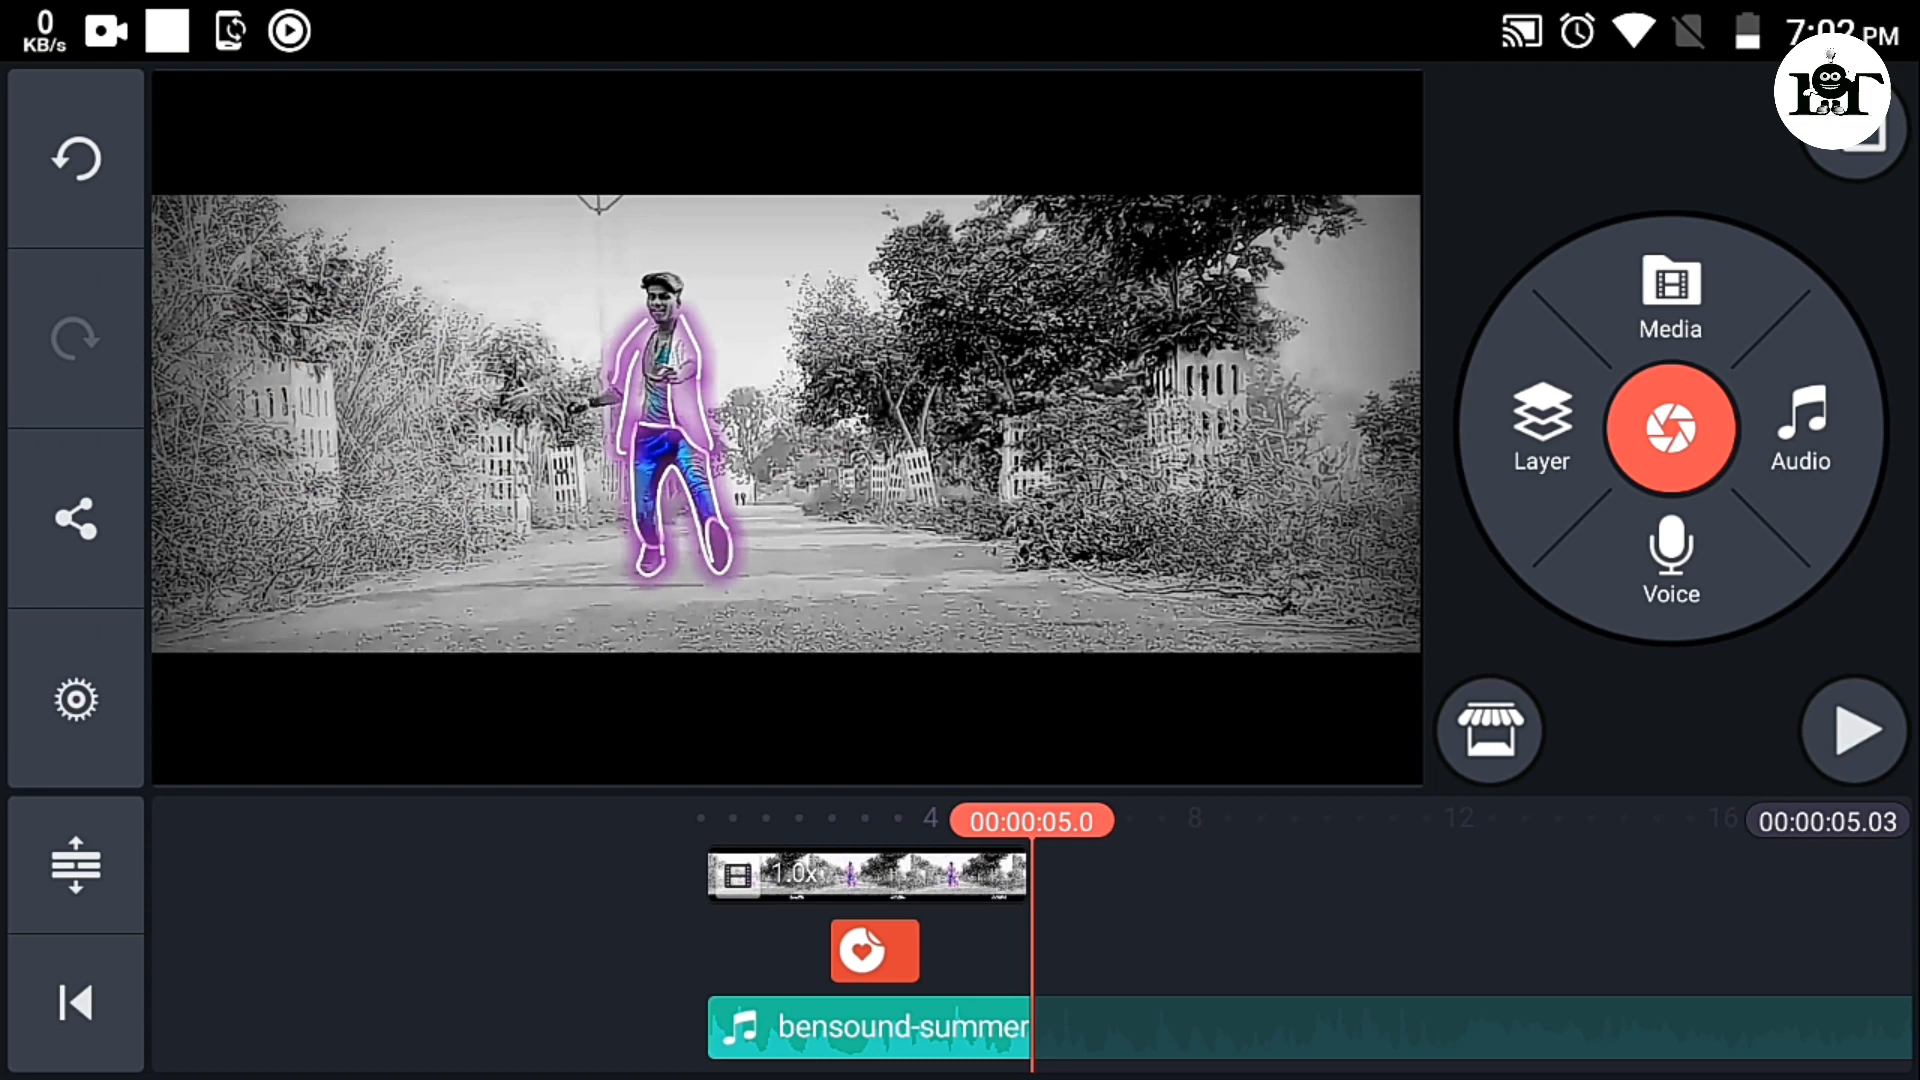 0
KB/s
7:02 PM
LT
Media
Layer
Audio
Voice
4
00:00:05.0
8
12
16
00:00:05.03
1.0x
bensound-summer